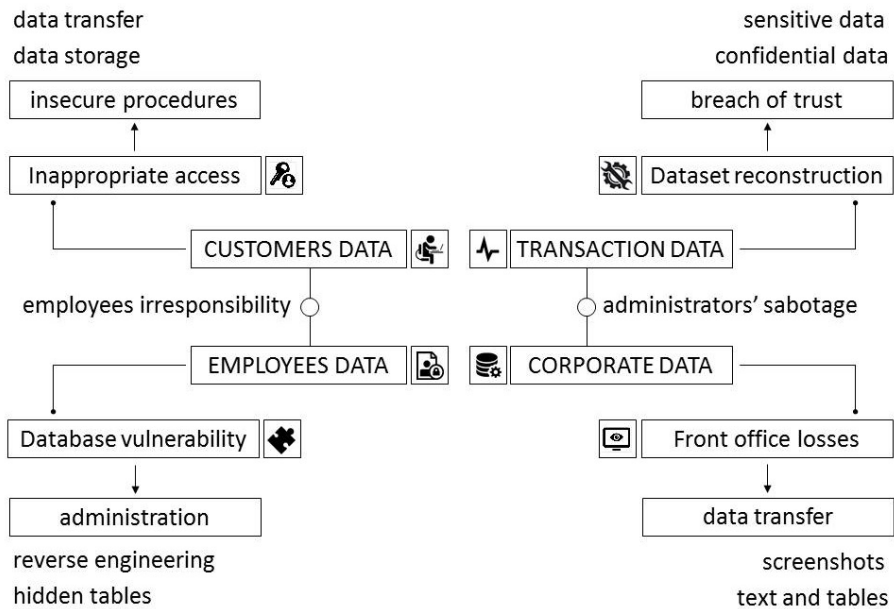 data transfer
sensitive data
data storage
confidential data
insecure procedures
breach of trust
Inappropriate access
Dataset reconstruction
CUSTOMERS DATA
TRANSACTION DATA
employees irresponsibility
administrators' sabotage
EMPLOYEES DATA
CORPORATE DATA
Database vulnerability
Front office losses
administration
data transfer
reverse engineering
screenshots
hidden tables
text and tables